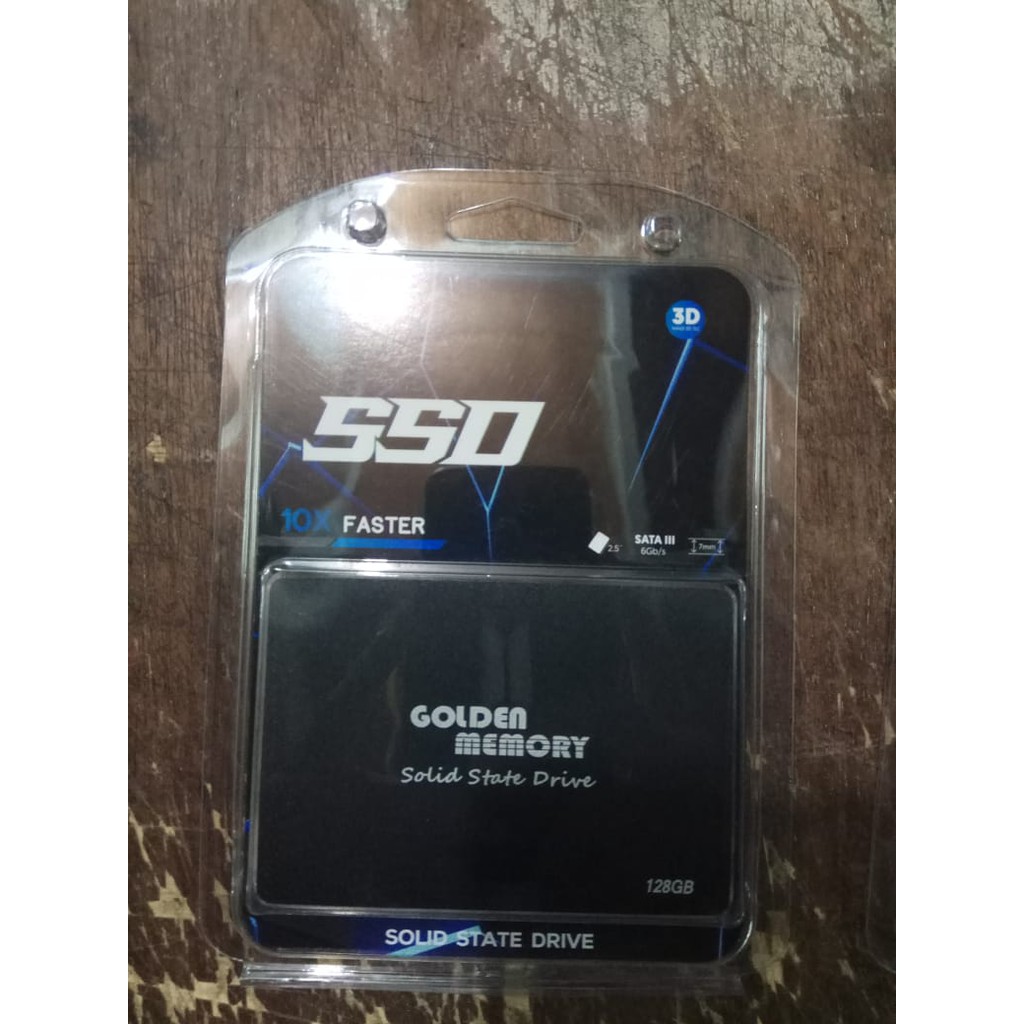 3D
SSD
10X FASTER
2.5"
SATA III
6Gb/s
7mm
GOLDEN
MEMORY
Solid State Drive
128GB
SOLID STATE DRIVE